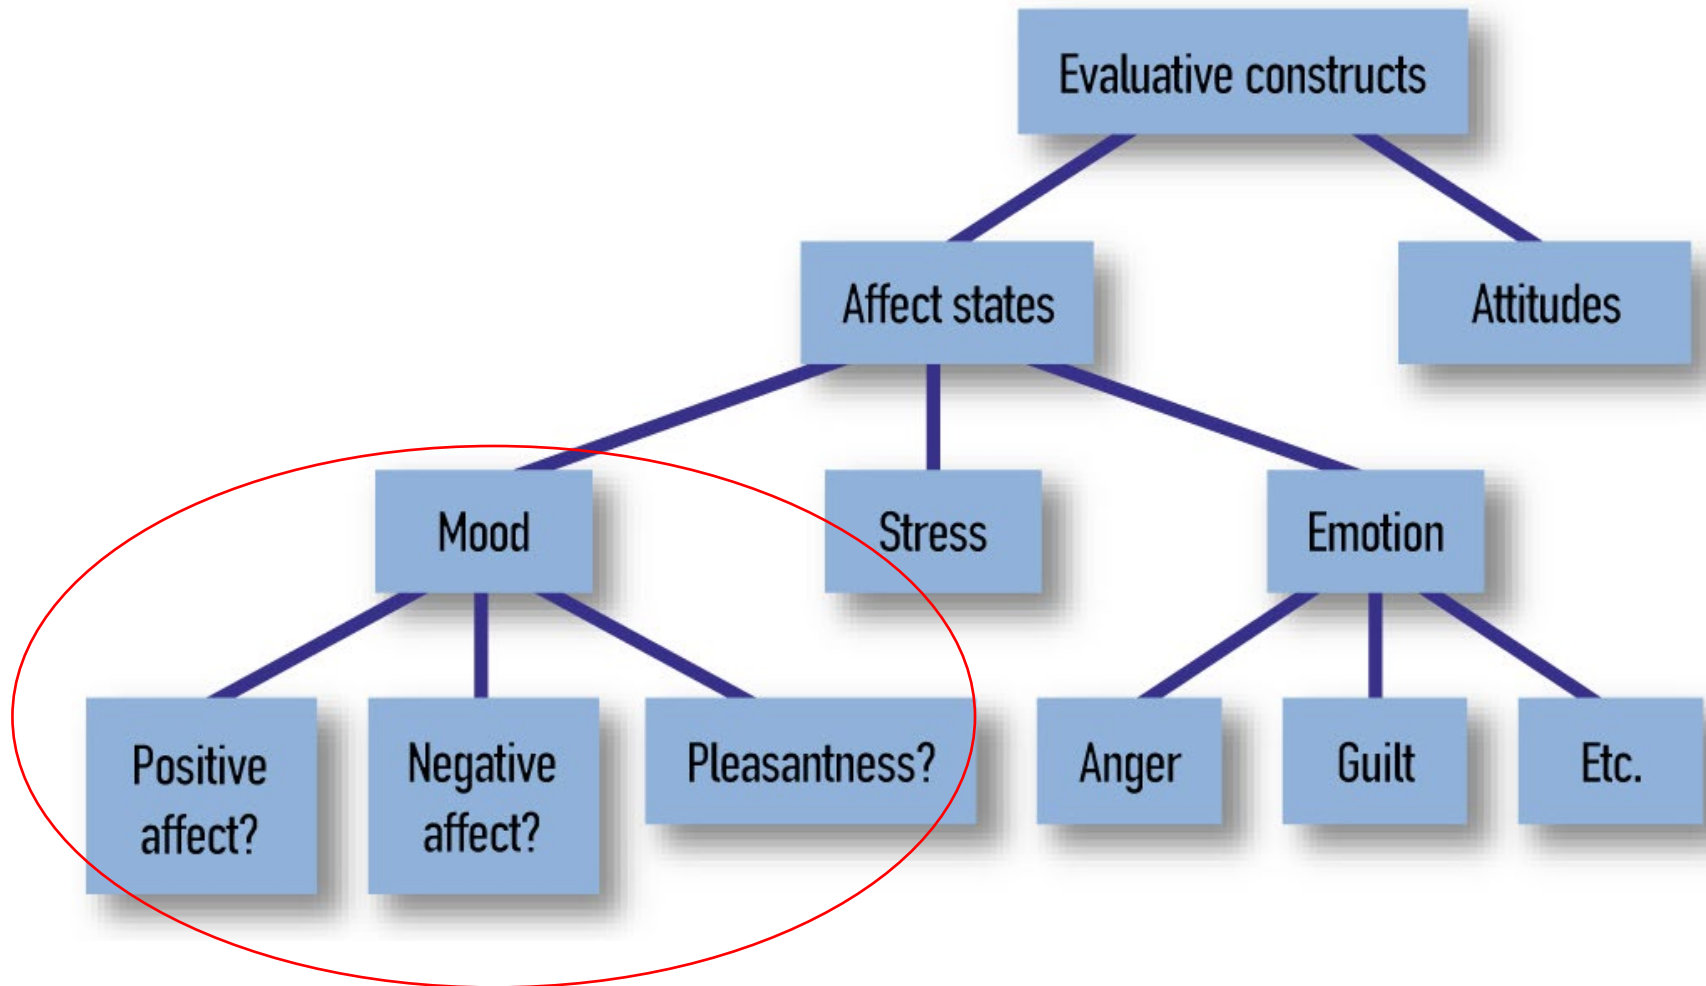 Evaluative constructs
Affect states
Attitudes
Mood
Stress
Emotion
Positive
affect?
Negative
affect?
Pleasantness?
Anger
Guilt
Etc.